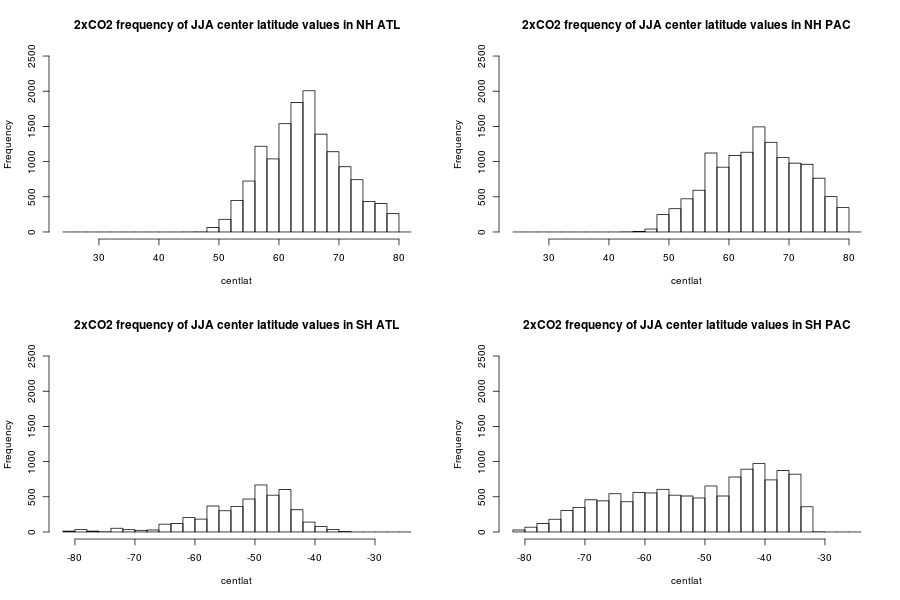 2xCO2 frequency of JJA center latitude values in NH ATL
Frequency
0 500 1000 1500 2000 2500
30 40 50 60 70 80
centlat
2xCO2 frequency of JJA center latitude values in NH PAC
Frequency
0 500 1000 1500 2000 2500
30 40 50 60 70 80
centlat
2xCO2 frequency of JJA center latitude values in SH ATL
Frequency
0 500 1000 1500 2000 2500
-80 -70 -60 -50 -40 -30
centlat
2xCO2 frequency of JJA center latitude values in SH PAC
Frequency
0 500 1000 1500 2000 2500
-80 -70 -60 -50 -40 -30
centlat